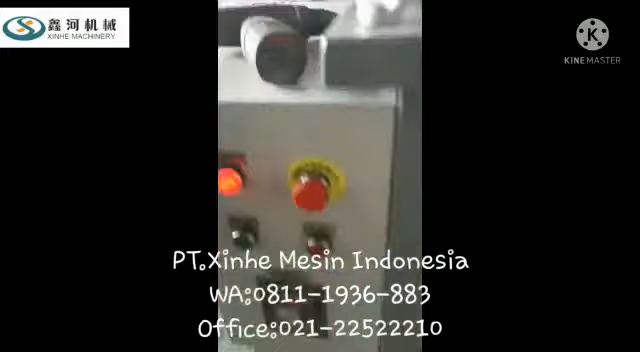 鑫河机械
XINHE MACHINERY
KINEMASTER
PT.Xinhe Mesin Indonesia
WA:0811-1936-883
Office:021-22522210